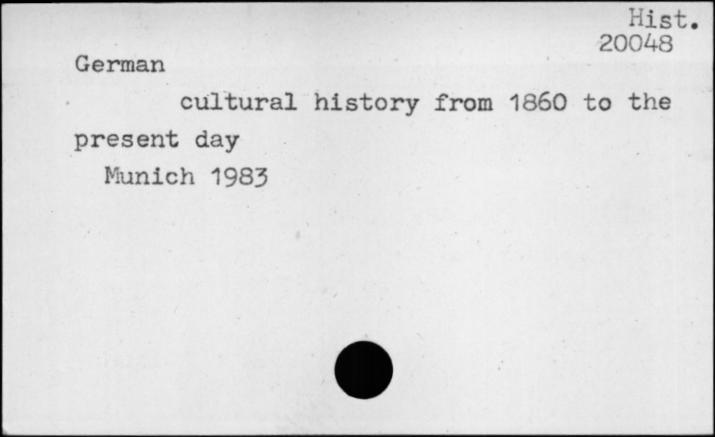 Hist.
20048
German
cultural history from 1860 to the
present day
Munich 1983